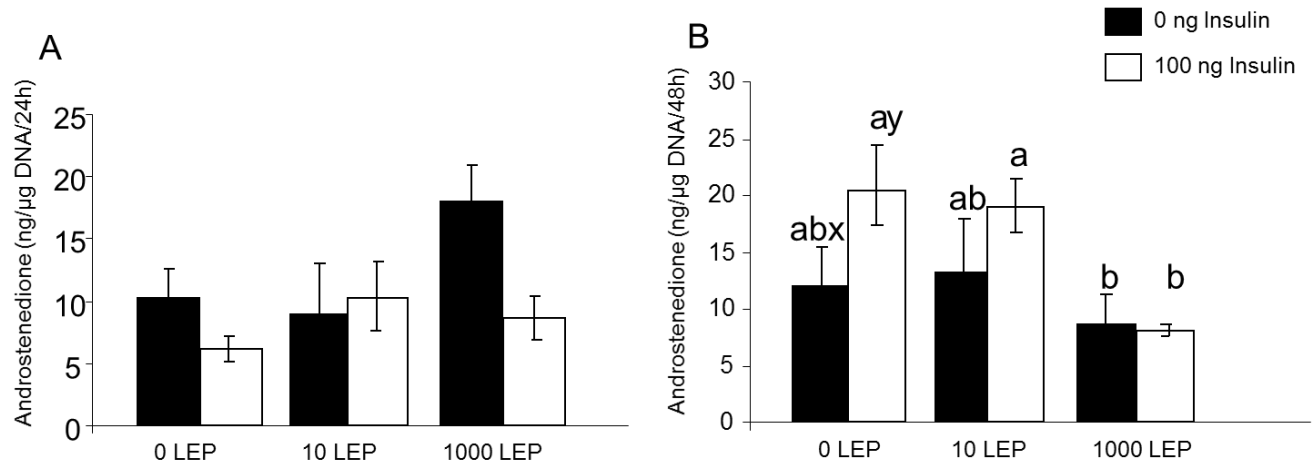 A
Androstenedione (ng/µg DNA/24h)
25
20
15
10
5
0
0 LEP
10 LEP
1000 LEP
B
0 ng Insulin
100 ng Insulin
Androstenedione (ng/µg DNA/48h)
30
25
20
15
10
5
0
abx
ay
ab
a
b
b
0 LEP
10 LEP
1000 LEP